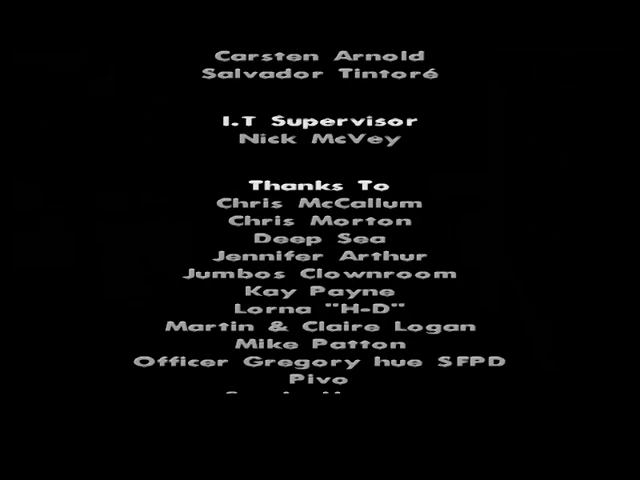 Carsten Arnold
Salvador Tintoré
I.T Supervisor
Nick McVey
Thanks To
Chris McCallum
Chris Morton
Deep Sea
Jennifer Arthur
Jumbos Clownroom
Kay Payne
Lorna "H-D"
Martin & Claire Logan
Mike Patton
Officer Gregory hue SFPD
Pivo